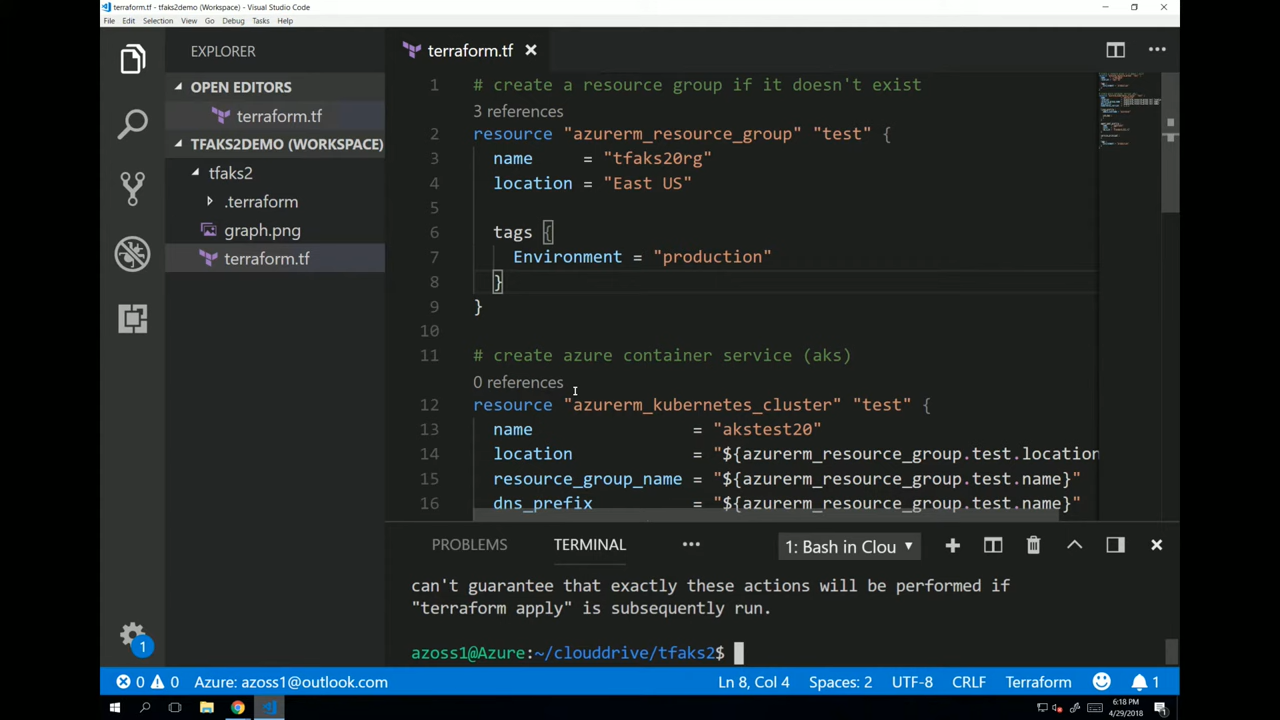 terraform.tf - tfaks2demo (Workspace) - Visual Studio Code
File Edit Selection View Go Debug Tasks Help
EXPLORER
OPEN EDITORS
terraform.tf
TFAKS2DEMO (WORKSPACE)
tfaks2
.terraform
graph.png
terraform.tf
terraform.tf
1 # create a resource group if it doesn't exist
3 references
2 resource "azurerm_resource_group" "test" {
3 name = "tfaks20rg"
4 location = "East US"
5
6 tags {
7 Environment = "production"
8 }
9 }
10
11 # create azure container service (aks)
0 references
12 resource "azurerm_kubernetes_cluster" "test" {
13 name = "akstest20"
14 location = "${azurerm_resource_group.test.location
15 resource_group_name = "${azurerm_resource_group.test.name}"
16 dns_prefix = "${azurerm_resource_group.test.name}"
PROBLEMS TERMINAL ••• 1: Bash in Clou
can't guarantee that exactly these actions will be performed if
"terraform apply" is subsequently run.
azoss1@Azure:~/clouddrive/tfaks2$
1
0 0 Azure: azoss1@outlook.com Ln 8, Col 4 Spaces: 2 UTF-8 CRLF Terraform 1
6:18 PM
4/29/2018